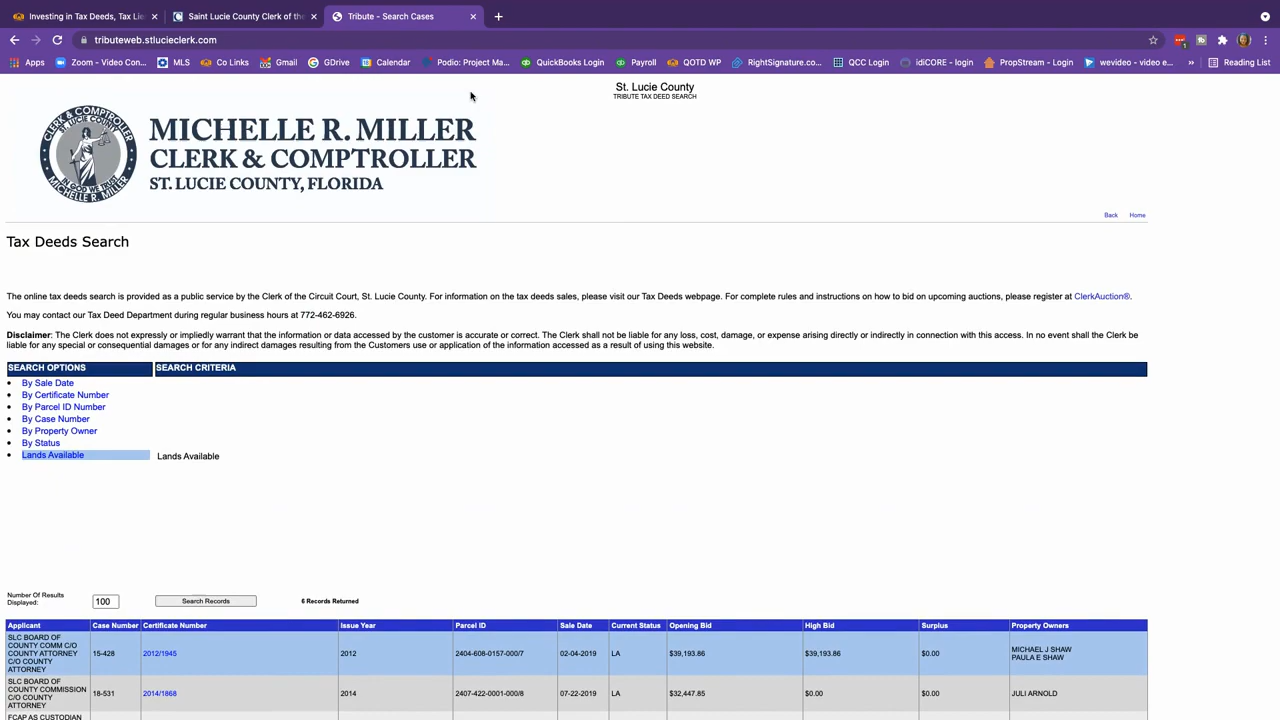 Investing in Tax Deeds, Tax Lie
Saint Lucie County Clerk of the
Tribute - Search Cases
tributeweb.stlucieclerk.com
Apps
Zoom - Video Con...
MLS
Co Links
Gmail
GDrive
Calendar
Podio: Project Ma...
QuickBooks Login
Payroll
QOTD WP
RightSignature.co...
QCC Login
idiCORE - login
PropStream - Login
wevideo - video e...
»
Reading List
St. Lucie County
TRIBUTE TAX DEED SEARCH
CLERK & COMPTROLLER
ST. LUCIE COUNTY
IN GOD WE TRUST
MICHELLE R. MILLER
MICHELLE R. MILLER
CLERK & COMPTROLLER
ST. LUCIE COUNTY, FLORIDA
Back Home
Tax Deeds Search
The online tax deeds search is provided as a public service by the Clerk of the Circuit Court, St. Lucie County. For information on the tax deeds sales, please visit our Tax Deeds webpage. For complete rules and instructions on how to bid on upcoming auctions, please register at ClerkAuction®.
You may contact our Tax Deed Department during regular business hours at 772-462-6926.
Disclaimer: The Clerk does not expressly or impliedly warrant that the information or data accessed by the customer is accurate or correct. The Clerk shall not be liable for any loss, cost, damage, or expense arising directly or indirectly in connection with this access. In no event shall the Clerk be
liable for any special or consequential damages or for any indirect damages resulting from the Customers use or application of the information accessed as a result of using this website.
SEARCH OPTIONS SEARCH CRITERIA
• By Sale Date
• By Certificate Number
• By Parcel ID Number
• By Case Number
• By Property Owner
• By Status
• Lands Available Lands Available
Number Of Results
Displayed: 100 Search Records 6 Records Returned
Applicant Case Number Certificate Number Issue Year Parcel ID Sale Date Current Status Opening Bid High Bid Surplus Property Owners
SLC BOARD OF
COUNTY COMM C/O
COUNTY ATTORNEY
C/O COUNTY
ATTORNEY
15-428 2012/1945 2012 2404-608-0157-000/7 02-04-2019 LA $39,193.86 $39,193.86 $0.00
MICHAEL J SHAW
PAULA E SHAW
SLC BOARD OF
COUNTY COMMISSION
C/O COUNTY
ATTORNEY
18-531 2014/1868 2014 2407-422-0001-000/8 07-22-2019 LA $32,447.85 $0.00 $0.00 JULI ARNOLD
FCAP AS CUSTODIAN